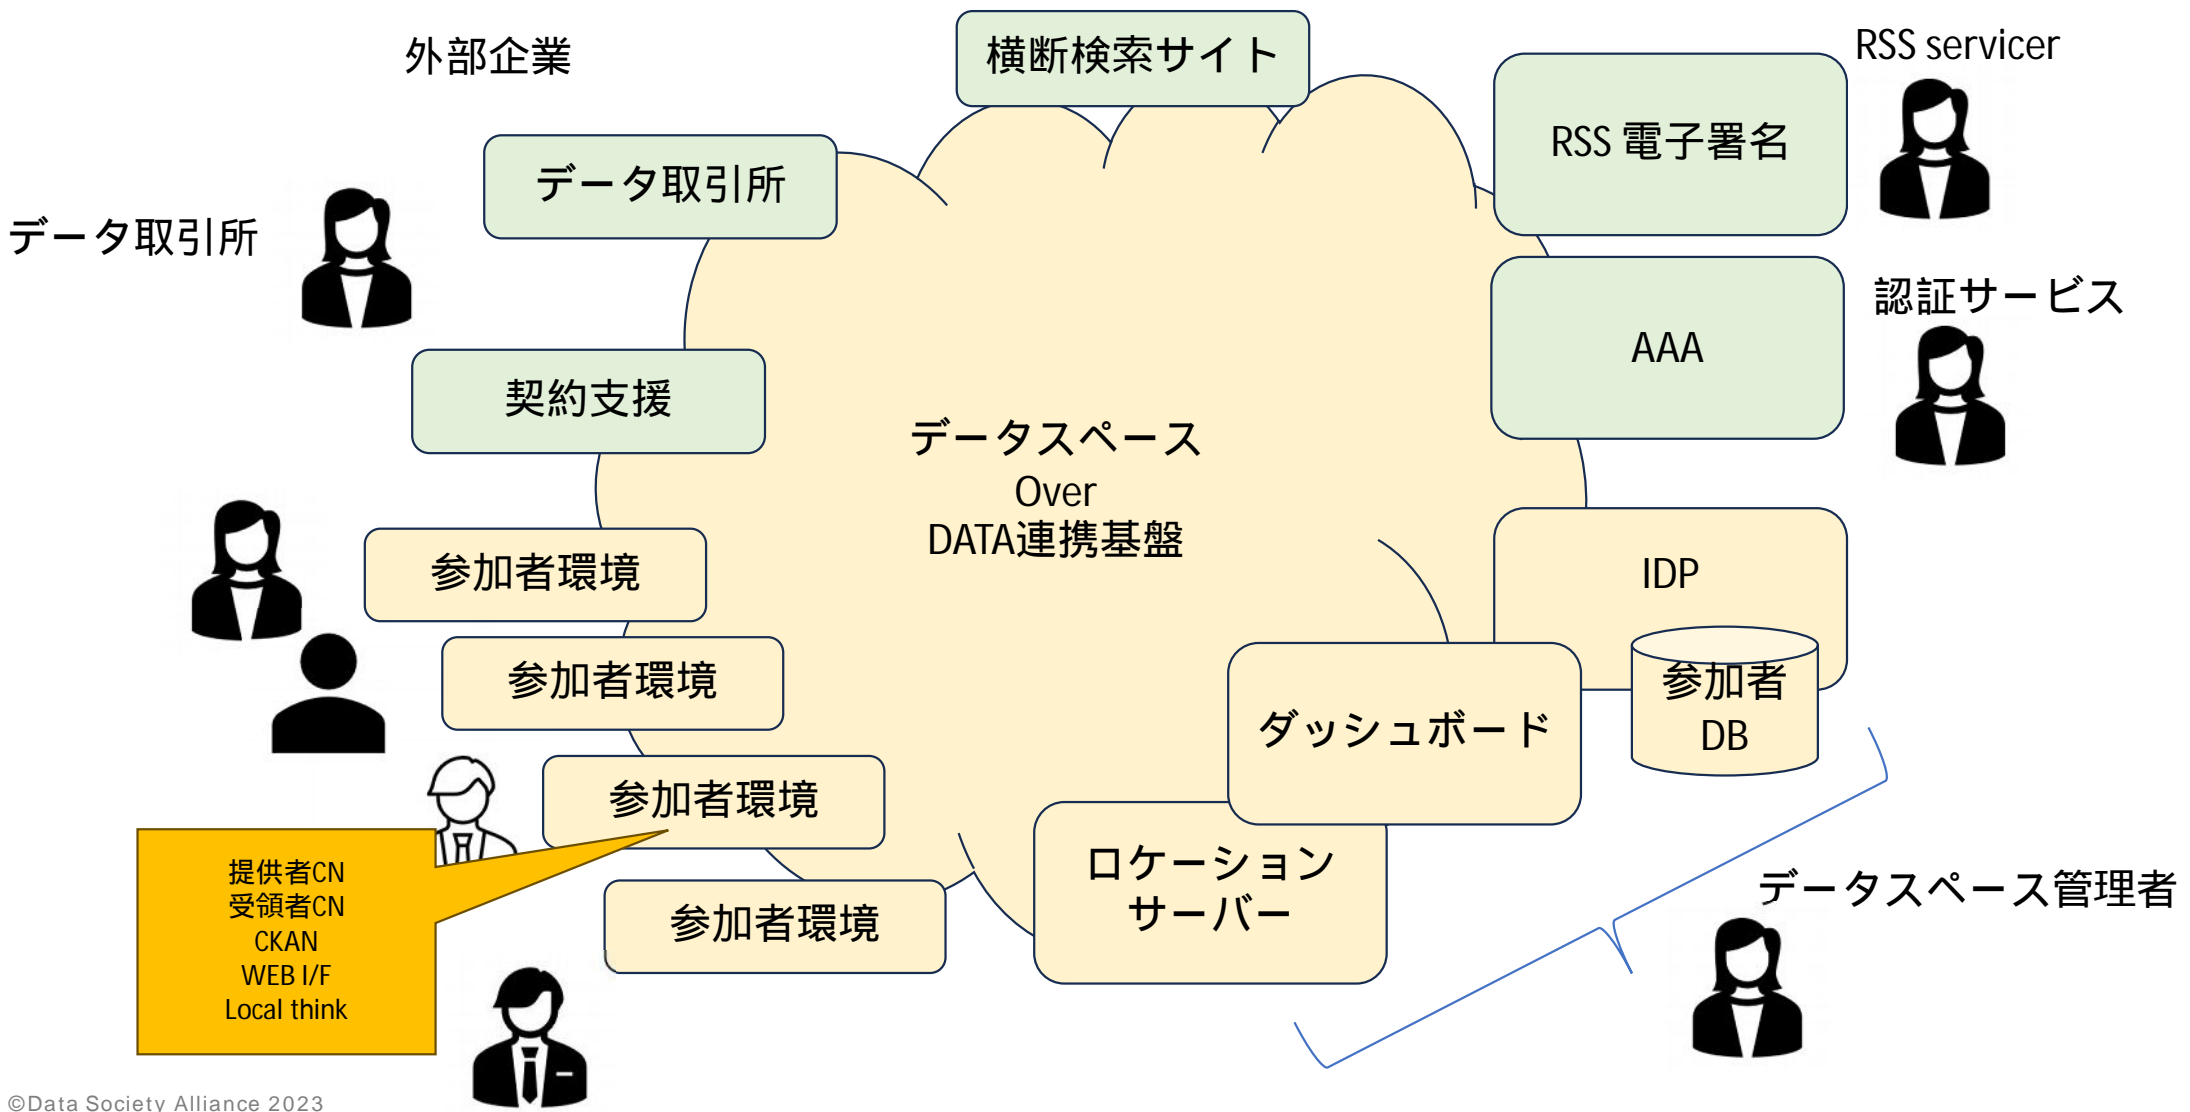 外部企業
横断検索サイト
RSS servicer
RSS 電子署名
データ取引所
データ取引所
認証サービス
AAA
契約支援
データスペース
Over
DATA連携基盤
参加者環境
IDP
参加者環境
参加者
DB
ダッシュボード
参加者環境
ロケーション
サーバー
提供者CN
受領者CN
CKAN
WEB I/F
Local think
参加者環境
データスペース管理者
©Data Society Alliance 2023